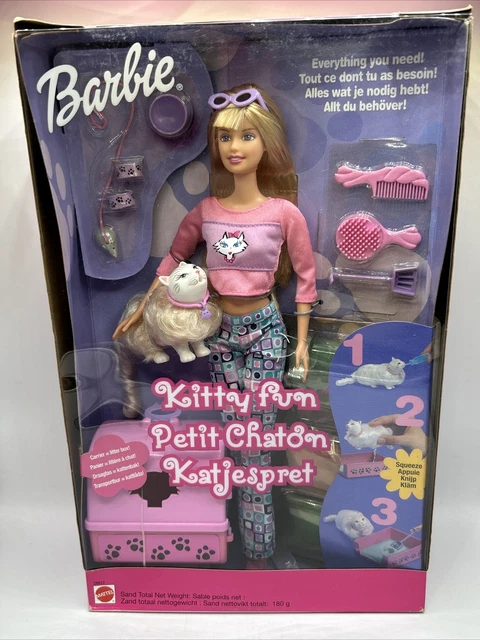 Barbie®
Everything you need!
Tout ce dont tu as besoin!
Alles wat je nodig hebt!
Allt du behöver!
1
2
Squeeze
Appuie
Knijp
Kläm
3
Kitty fun
Petit Chaton
Katjespret
Carrier = litter box!
Panier = litière à chat!
Draagtas = kattenbak!
Transportbur = kattlåda!
MATTEL
Sand Total Net Weight: Sable poids net :
Zand totaal nettogewicht : Sand nettovikt totalt: 180 g